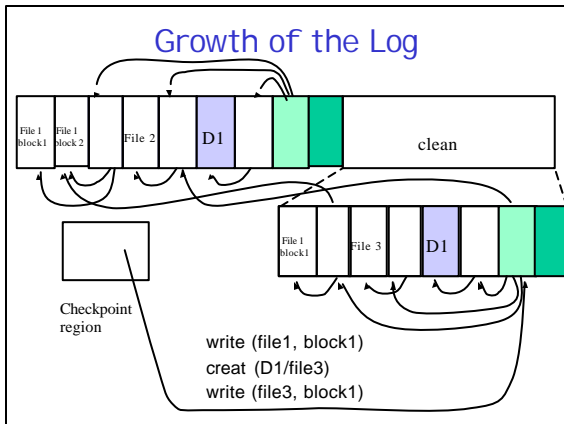 Growth of the Log
File 1
block1
File 1
block 2
File 2
D1
clean
File 1
block1
File 3
D1
Checkpoint
region
write (file1, block1)
creat (D1/file3)
write (file3, block1)